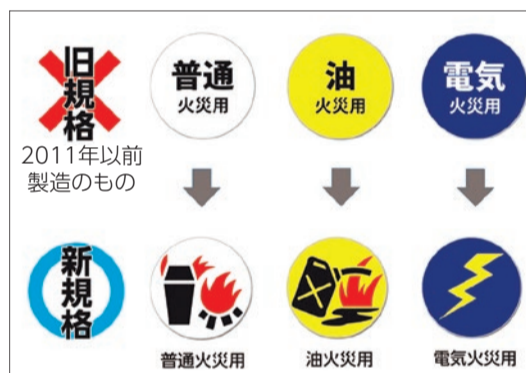 旧規格
2011年以前
製造のもの
普通
火災用
油
火災用
電気
火災用
新規格
普通火災用
油火災用
電気火災用